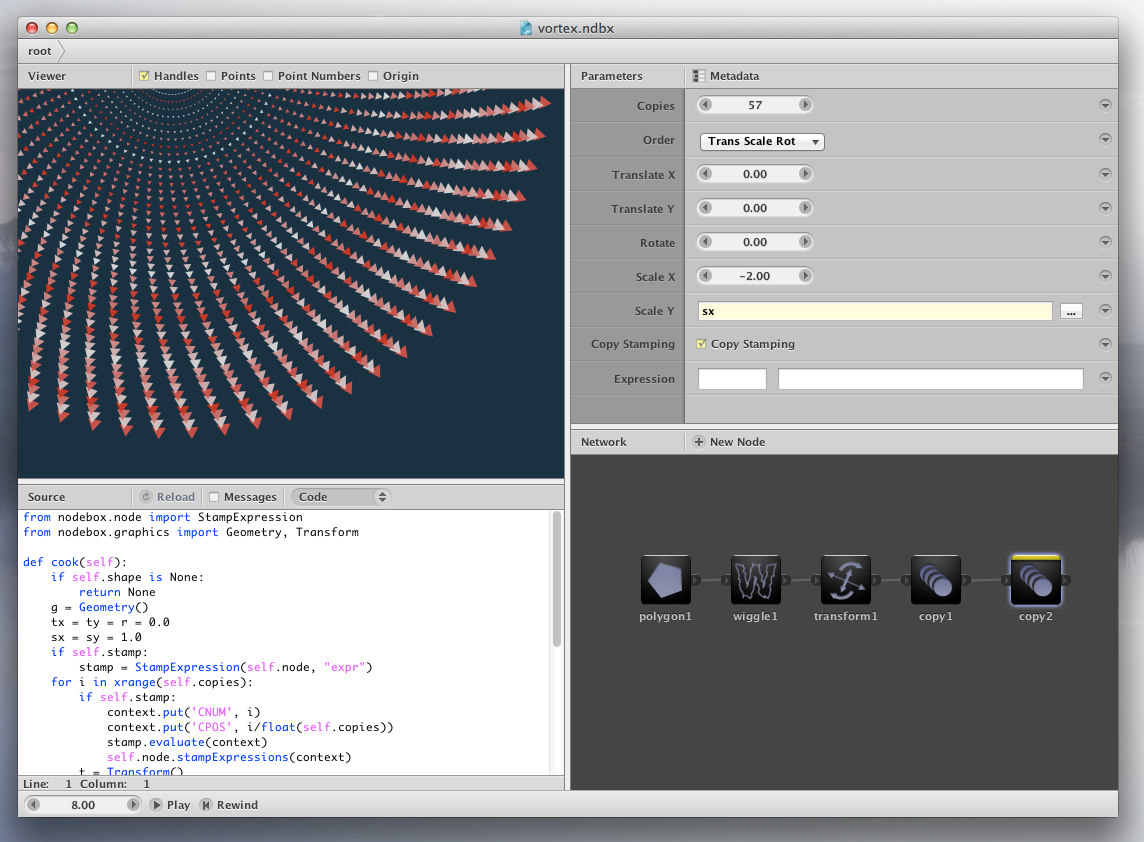 vortex.ndbx
root
Viewer Handles Points Point Numbers Origin
Parameters Metadata
Copies 57
Order Trans Scale Rot
Translate X 0.00
Translate Y 0.00
Rotate 0.00
Scale X -2.00
Scale Y sx ...
Copy Stamping Copy Stamping
Expression
Network + New Node
polygon1 wiggle1 transform1 copy1 copy2
Source Reload Messages Code
from nodebox.node import StampExpression
from nodebox.graphics import Geometry, Transform
def cook(self):
    if self.shape is None:
        return None
    g = Geometry()
    tx = ty = r = 0.0
    sx = sy = 1.0
    if self.stamp:
        stamp = StampExpression(self.node, "expr")
    for i in xrange(self.copies):
        if self.stamp:
            context.put('CNUM', i)
            context.put('CPOS', i/float(self.copies))
            stamp.evaluate(context)
            self.node.stampExpressions(context)
        t = Transform()
Line: 1 Column: 1
8.00 Play Rewind